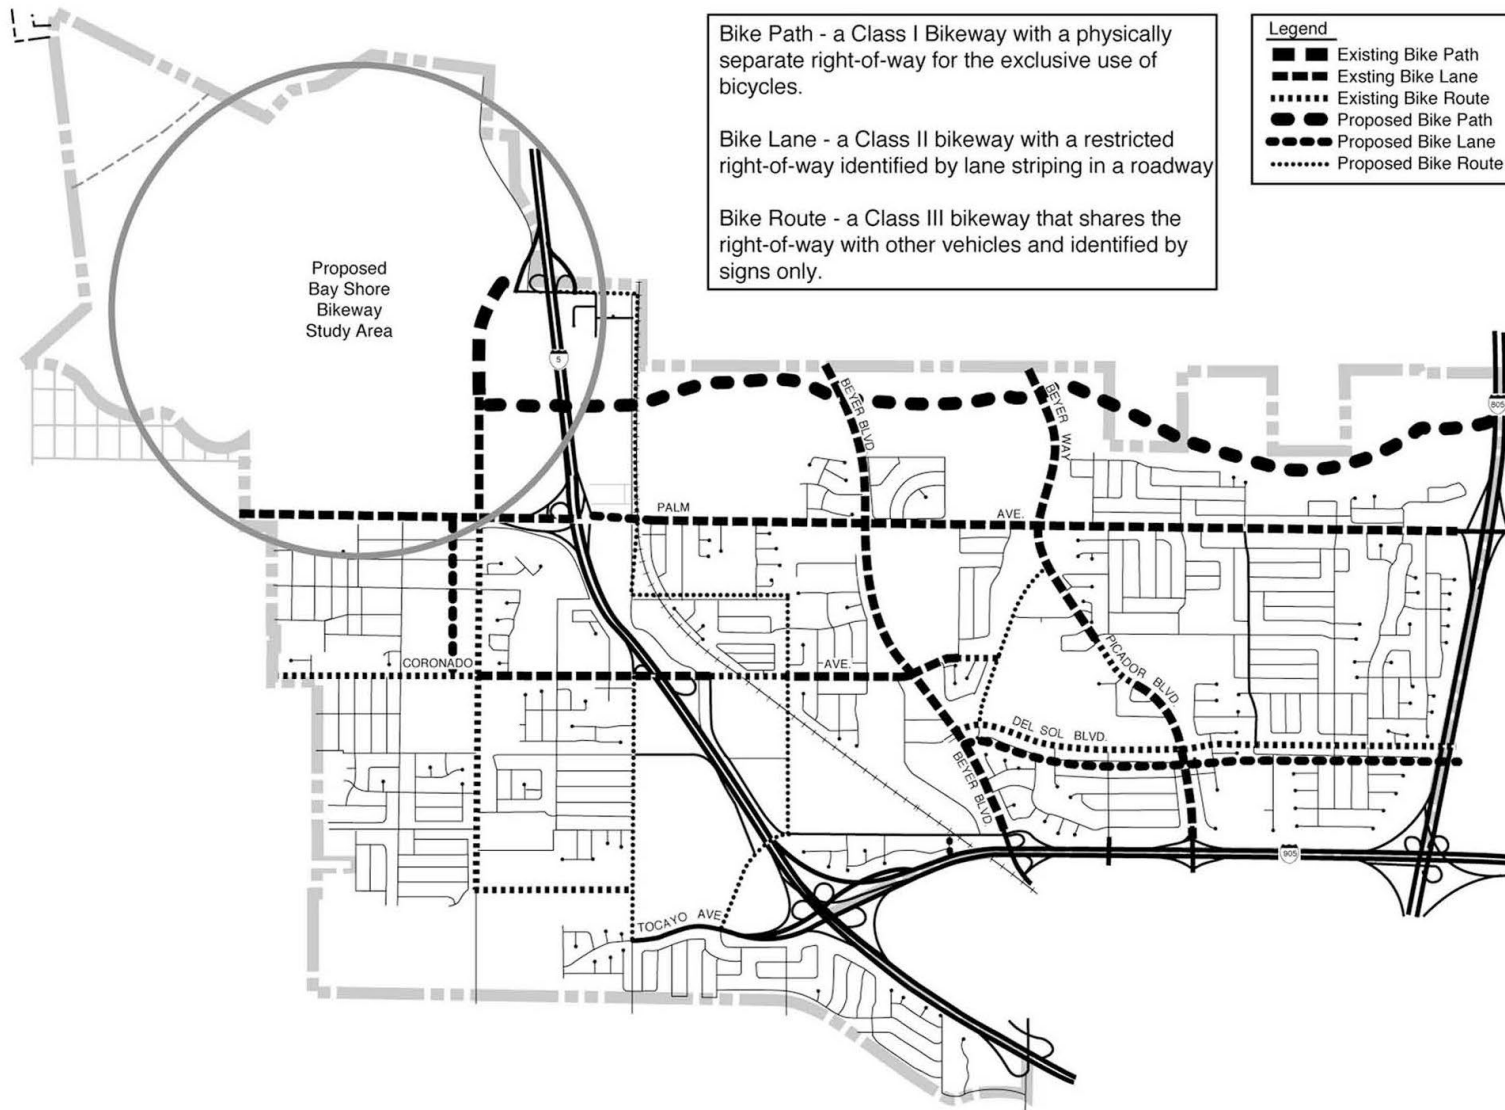 Bike Path - a Class I Bikeway with a physically
separate right-of-way for the exclusive use of
bicycles.
Bike Lane - a Class II bikeway with a restricted
right-of-way identified by lane striping in a roadway
Bike Route - a Class III bikeway that shares the
right-of-way with other vehicles and identified by
signs only.
Legend
Existing Bike Path
Exsting Bike Lane
Existing Bike Route
Proposed Bike Path
Proposed Bike Lane
Proposed Bike Route
Proposed
Bay Shore
Bikeway
Study Area
5
BEYER BLVD.
BEYER WAY
805
PALM
AVE.
CORONADO
AVE.
PICADOR BLVD.
DEL SOL BLVD.
BEYER BLVD.
905
TOCAYO AVE